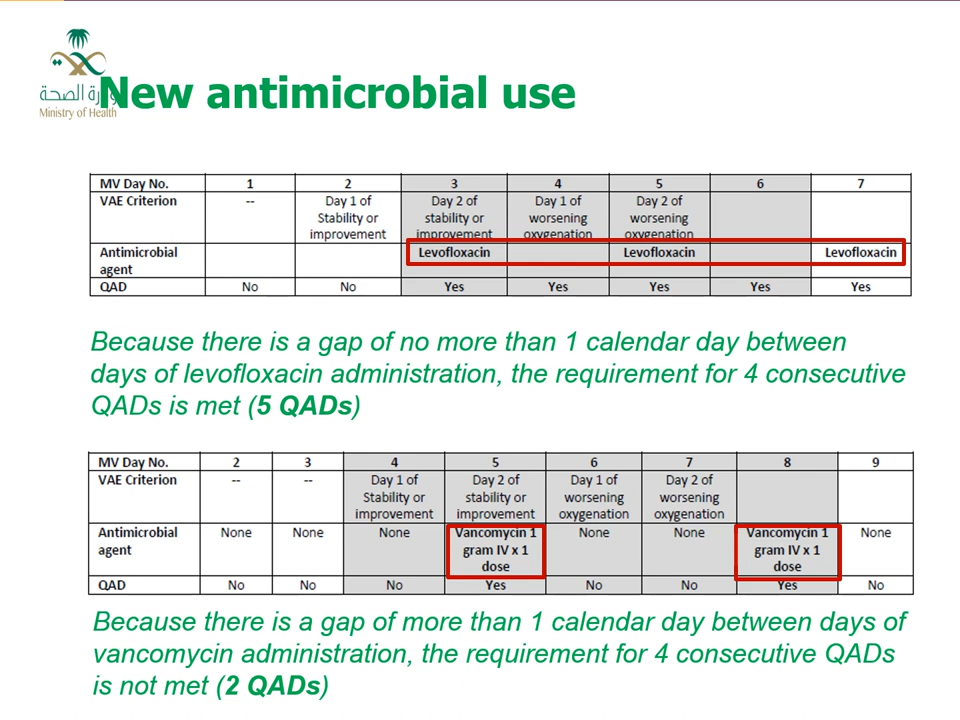 وزارة الصحة
Ministry of Health
New antimicrobial use
MV Day No. 1 2 3 4 5 6 7
VAE Criterion -- Day 1 of Stability or improvement Day 2 of stability or improvement Day 1 of worsening oxygenation Day 2 of worsening oxygenation
Antimicrobial agent Levofloxacin Levofloxacin Levofloxacin
QAD No No Yes Yes Yes Yes Yes
Because there is a gap of no more than 1 calendar day between
days of levofloxacin administration, the requirement for 4 consecutive
QADs is met (5 QADs)
MV Day No. 2 3 4 5 6 7 8 9
VAE Criterion -- -- Day 1 of Stability or improvement Day 2 of stability or improvement Day 1 of worsening oxygenation Day 2 of worsening oxygenation
Antimicrobial agent None None None Vancomycin 1 gram IV x 1 dose None None Vancomycin 1 gram IV x 1 dose None
QAD No No No Yes No No Yes No
Because there is a gap of more than 1 calendar day between days of
vancomycin administration, the requirement for 4 consecutive QADs
is not met (2 QADs)